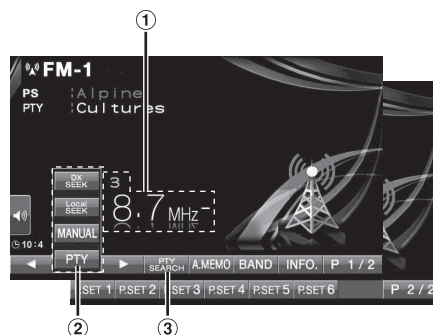 ①
FM-1
PS :Alpine
PTY :Cultures
DX SEEK
Local SEEK
MANUAL
PTY
3
8.7 MHz
10:4
PTY SEARCH
A.MEMO
BAND
INFO.
P 1/2
.SET 1
P.SET 2
SET 3
P.SET 4
P.SET 5
P.SET 6
P 2/2
②
③